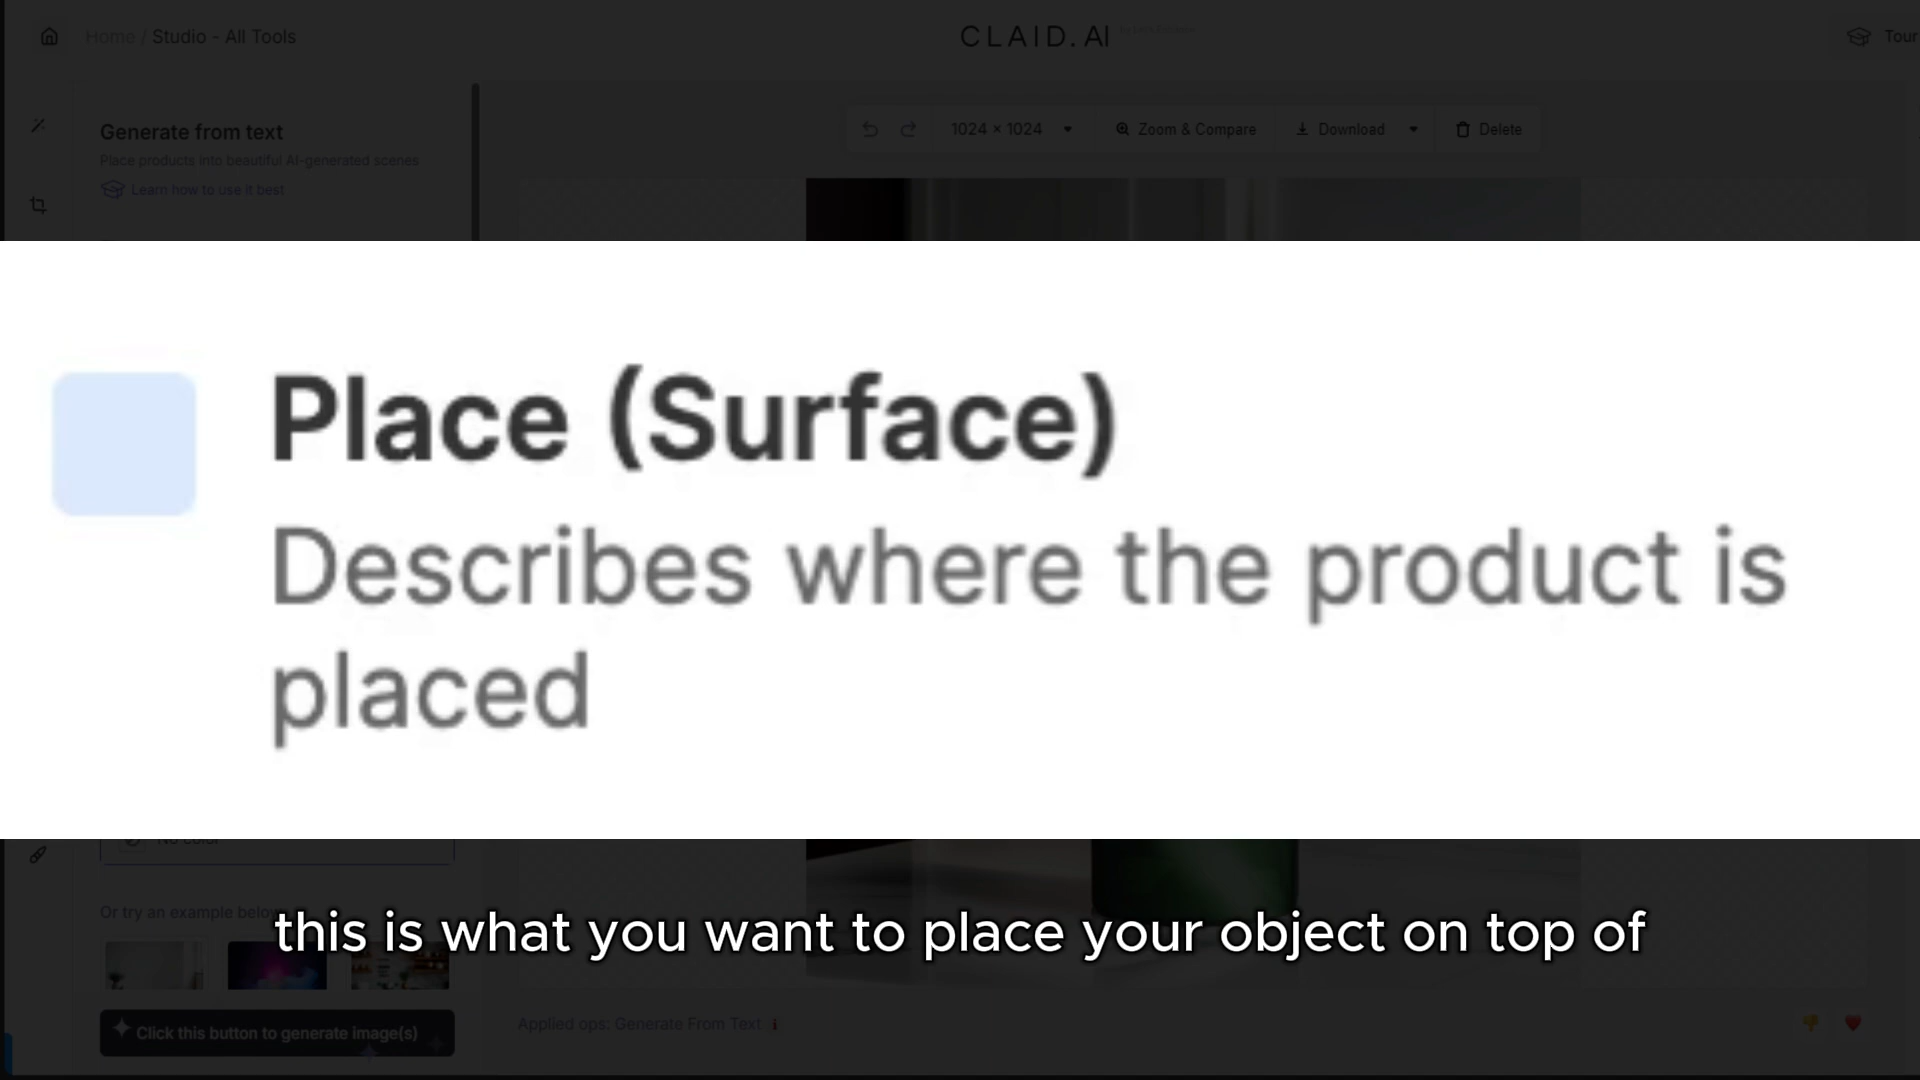 Home / Studio - All Tools
CLAID.AI
Tour
Generate from text
Place products into beautiful AI-generated scenes
Learn how to use it best
1024 × 1024
Zoom & Compare
Download
Delete
Place (Surface)
Describes where the product is
placed
No color
Or try an example below
this is what you want to place your object on top of
Click this button to generate image(s)
Applied ops: Generate From Text